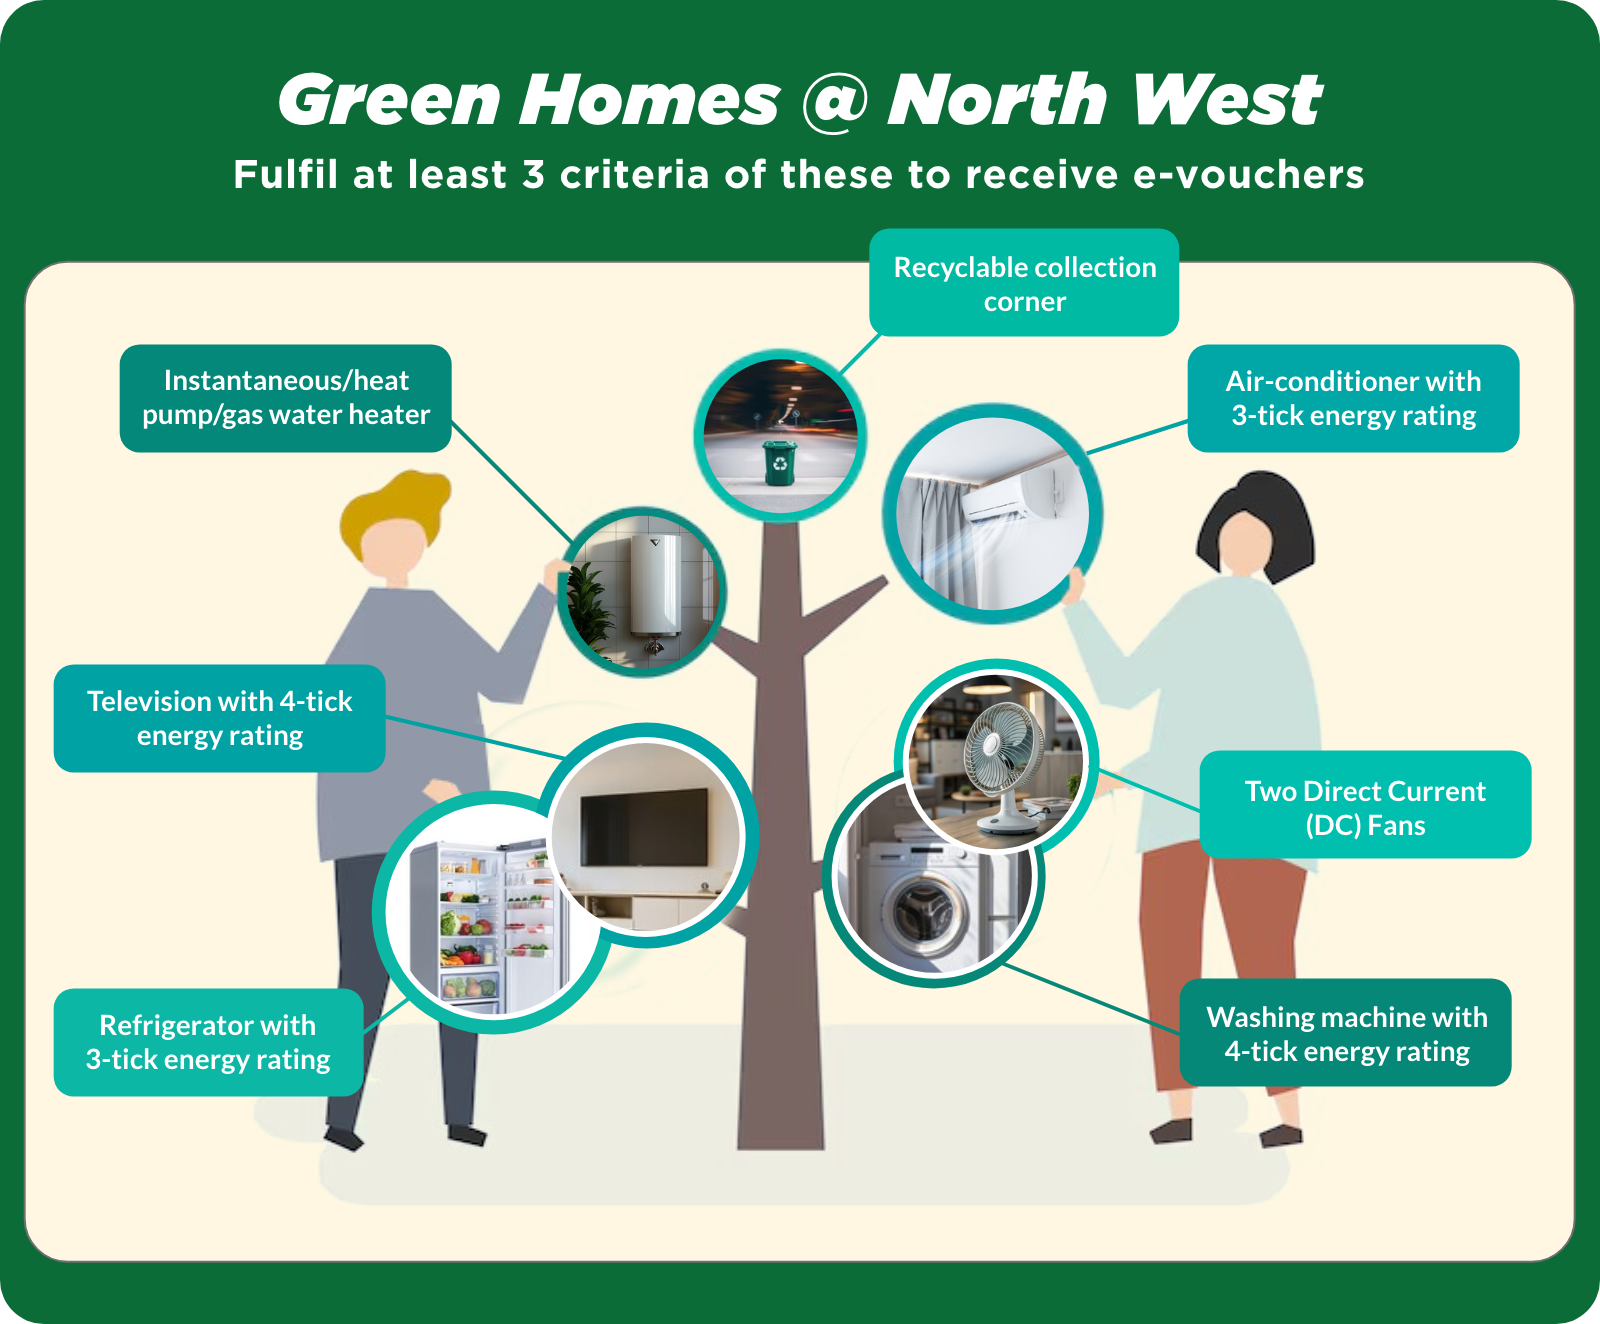 Green Homes @ North West
Fulfil at least 3 criteria of these to receive e-vouchers
Recyclable collection
corner
Instantaneous/heat
pump/gas water heater
Air-conditioner with
3-tick energy rating
Television with 4-tick
energy rating
Two Direct Current
(DC) Fans
Refrigerator with
3-tick energy rating
Washing machine with
4-tick energy rating